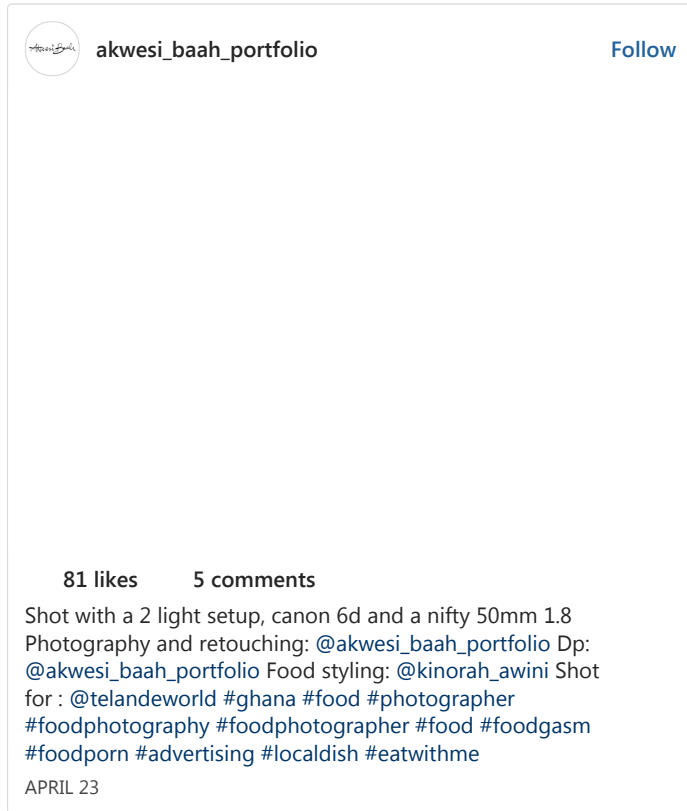 Akwesi Baah
akwesi_baah_portfolio
Follow
81 likes 5 comments
Shot with a 2 light setup, canon 6d and a nifty 50mm 1.8
Photography and retouching: @akwesi_baah_portfolio Dp:
@akwesi_baah_portfolio Food styling: @kinorah_awini Shot
for : @telandeworld #ghana #food #photographer
#foodphotography #foodphotographer #food #foodgasm
#foodporn #advertising #localdish #eatwithme
APRIL 23